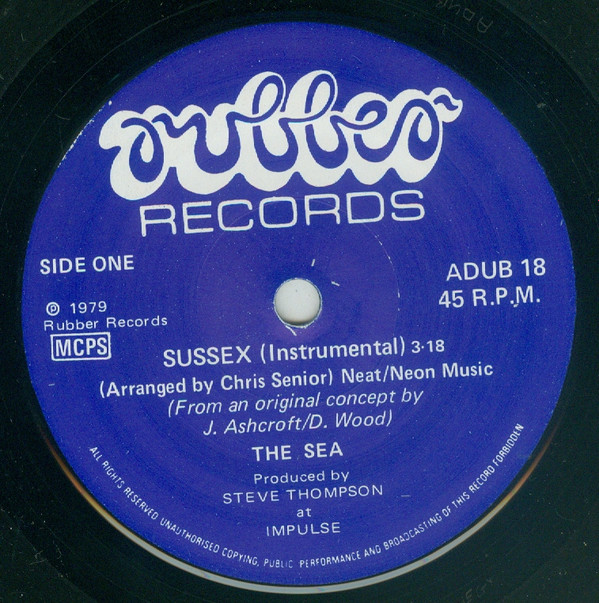 rubber
RECORDS
SIDE ONE
ADUB 18
45 R.P.M.
℗ 1979
Rubber Records
MCPS
SUSSEX (Instrumental) 3·18
(Arranged by Chris Senior) Neat/Neon Music
(From an original concept by
J. Ashcroft/D. Wood)
THE SEA
Produced by
STEVE THOMPSON
at
IMPULSE
ALL RIGHTS RESERVED UNAUTHORISED COPYING, PUBLIC PERFORMANCE AND BROADCASTING OF THIS RECORD FORBIDDEN